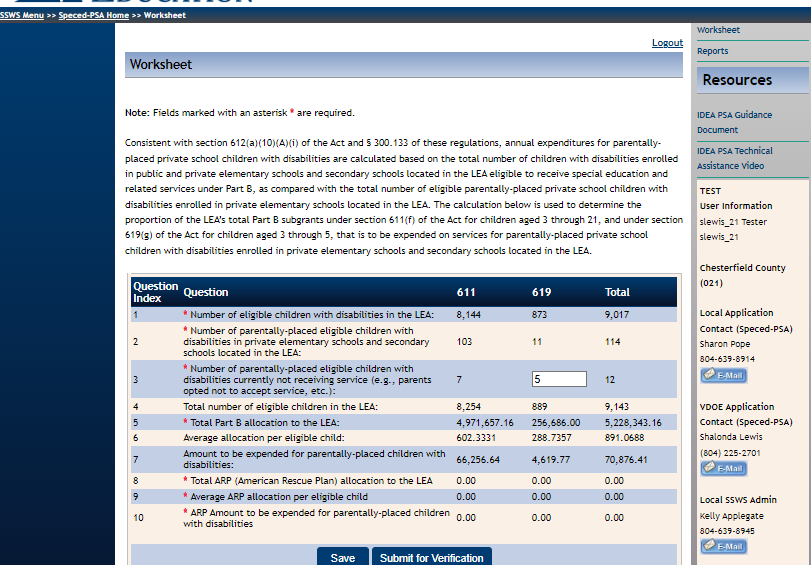 SSWS Menu >> Speced-PSA Home >> Worksheet
Logout
Worksheet
Note: Fields marked with an asterisk * are required.
Consistent with section 612(a)(10)(A)(i) of the Act and § 300.133 of these regulations, annual expenditures for parentally-
placed private school children with disabilities are calculated based on the total number of children with disabilities enrolled
in public and private elementary schools and secondary schools located in the LEA eligible to receive special education and
related services under Part B, as compared with the total number of eligible parentally-placed private school children with
disabilities enrolled in private elementary schools located in the LEA. The calculation below is used to determine the
proportion of the LEA's total Part B subgrants under section 611(f) of the Act for children aged 3 through 21, and under section
619(g) of the Act for children aged 3 through 5, that is to be expended on services for parentally-placed private school
children with disabilities enrolled in private elementary schools and secondary schools located in the LEA.
Question Index Question 611 619 Total
1 * Number of eligible children with disabilities in the LEA: 8,144 873 9,017
* Number of parentally-placed eligible children with
2 disabilities in private elementary schools and secondary 103 11 114
schools located in the LEA:
* Number of parentally-placed eligible children with
3 disabilities currently not receiving service (e.g., parents 7 5 12
opted not to accept service, etc.):
4 Total number of eligible children in the LEA: 8,254 889 9,143
5 * Total Part B allocation to the LEA: 4,971,657.16 256,686.00 5,228,343.16
6 Average allocation per eligible child: 602.3331 288.7357 891.0688
7 Amount to be expended for parentally-placed children with 66,256.64 4,619.77 70,876.41
disabilities:
8 * Total ARP (American Rescue Plan) allocation to the LEA 0.00 0.00 0.00
9 * Average ARP allocation per eligible child 0.00 0.00 0.00
10 * ARP Amount to be expended for parentally-placed children 0.00 0.00 0.00
with disabilities
Save Submit for Verification
Worksheet
Reports
Resources
IDEA PSA Guidance
Document
IDEA PSA Technical
Assistance Video
TEST
User Information
slewis_21 Tester
slewis_21
Chesterfield County
(021)
Local Application
Contact (Speced-PSA)
Sharon Pope
804-639-8914
E-Mail
VDOE Application
Contact (Speced-PSA)
Shalonda Lewis
(804) 225-2701
E-Mail
Local SSWS Admin
Kelly Applegate
804-639-8945
E-Mail